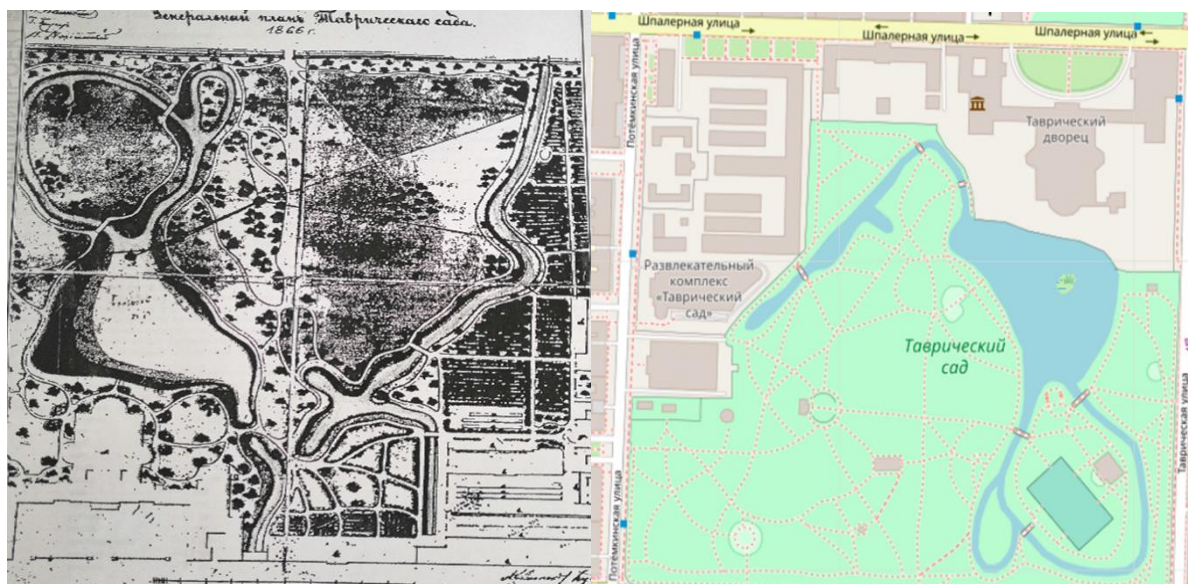 Генеральный планъ Таврическаго сада.
1866 г.
Шпалерная улица
Шпалерная улица
Шпалерная улица
Потёмкинская улица
Таврический
дворец
Развлекательный
комплекс
«Таврический
сад»
Таврический
сад
Таврическая улица
Потёмкинская улица